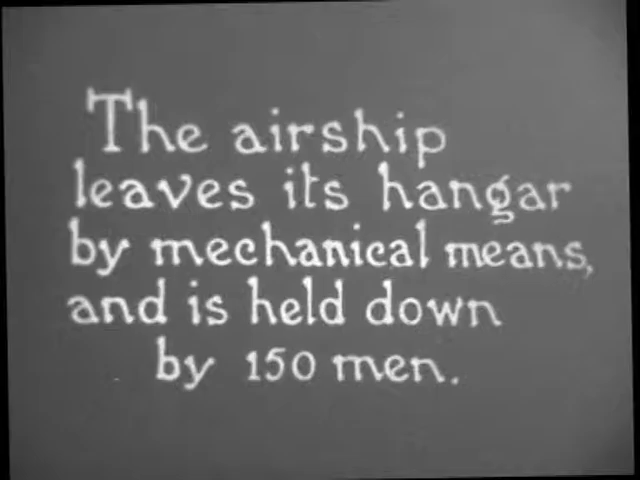 The airship
leaves its hangar
by mechanical means,
and is held down
by 150 men.